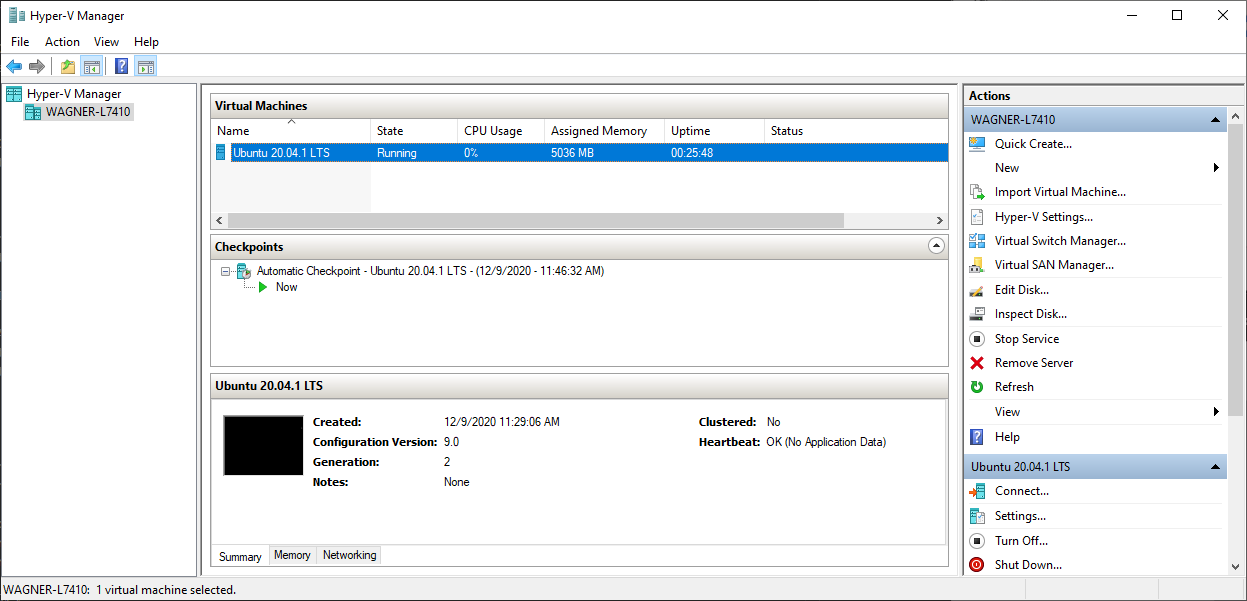 Hyper-V Manager
File Action View Help
Hyper-V Manager
WAGNER-L7410
Virtual Machines
Name State CPU Usage Assigned Memory Uptime Status
Ubuntu 20.04.1 LTS Running 0% 5036 MB 00:25:48
Checkpoints
Automatic Checkpoint - Ubuntu 20.04.1 LTS - (12/9/2020 - 11:46:32 AM)
Now
Ubuntu 20.04.1 LTS
Created: 12/9/2020 11:29:06 AM Clustered: No
Configuration Version: 9.0 Heartbeat: OK (No Application Data)
Generation: 2
Notes: None
Summary Memory Networking
Actions
WAGNER-L7410
Quick Create...
New
Import Virtual Machine...
Hyper-V Settings...
Virtual Switch Manager...
Virtual SAN Manager...
Edit Disk...
Inspect Disk...
Stop Service
Remove Server
Refresh
View
Help
Ubuntu 20.04.1 LTS
Connect...
Settings...
Turn Off...
Shut Down...
WAGNER-L7410: 1 virtual machine selected.